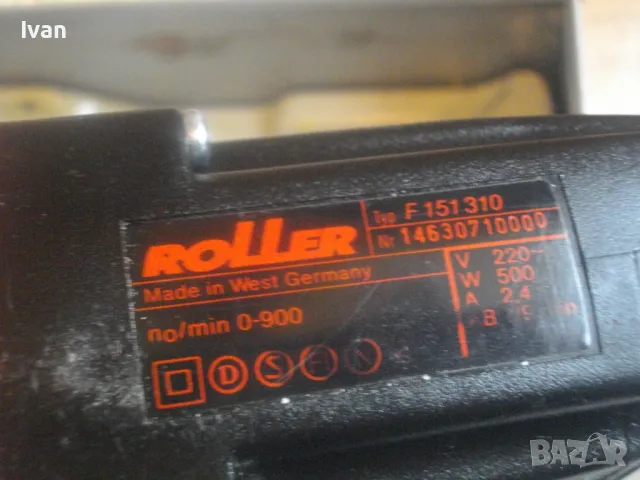 Ivan
ROLLER
Typ F 151 310
Nr 14630710000
Made in West Germany
V 220~
W 500
A 2,4
no/min 0-900
D S F N
BAZAR